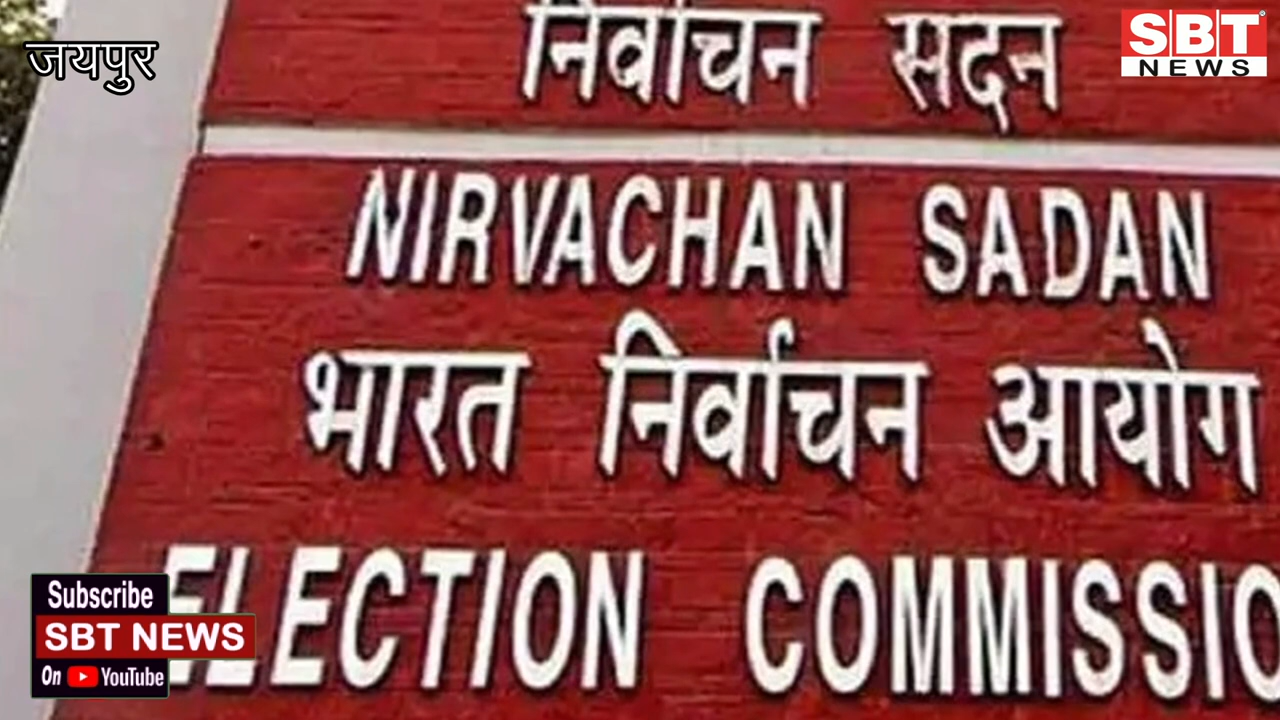 जयपुर
SBT
NEWS
निर्वाचन सदन
NIRVACHAN SADAN
भारत निर्वाचन आयोग
ELECTION COMMISSIO
Subscribe
SBT NEWS
On YouTube